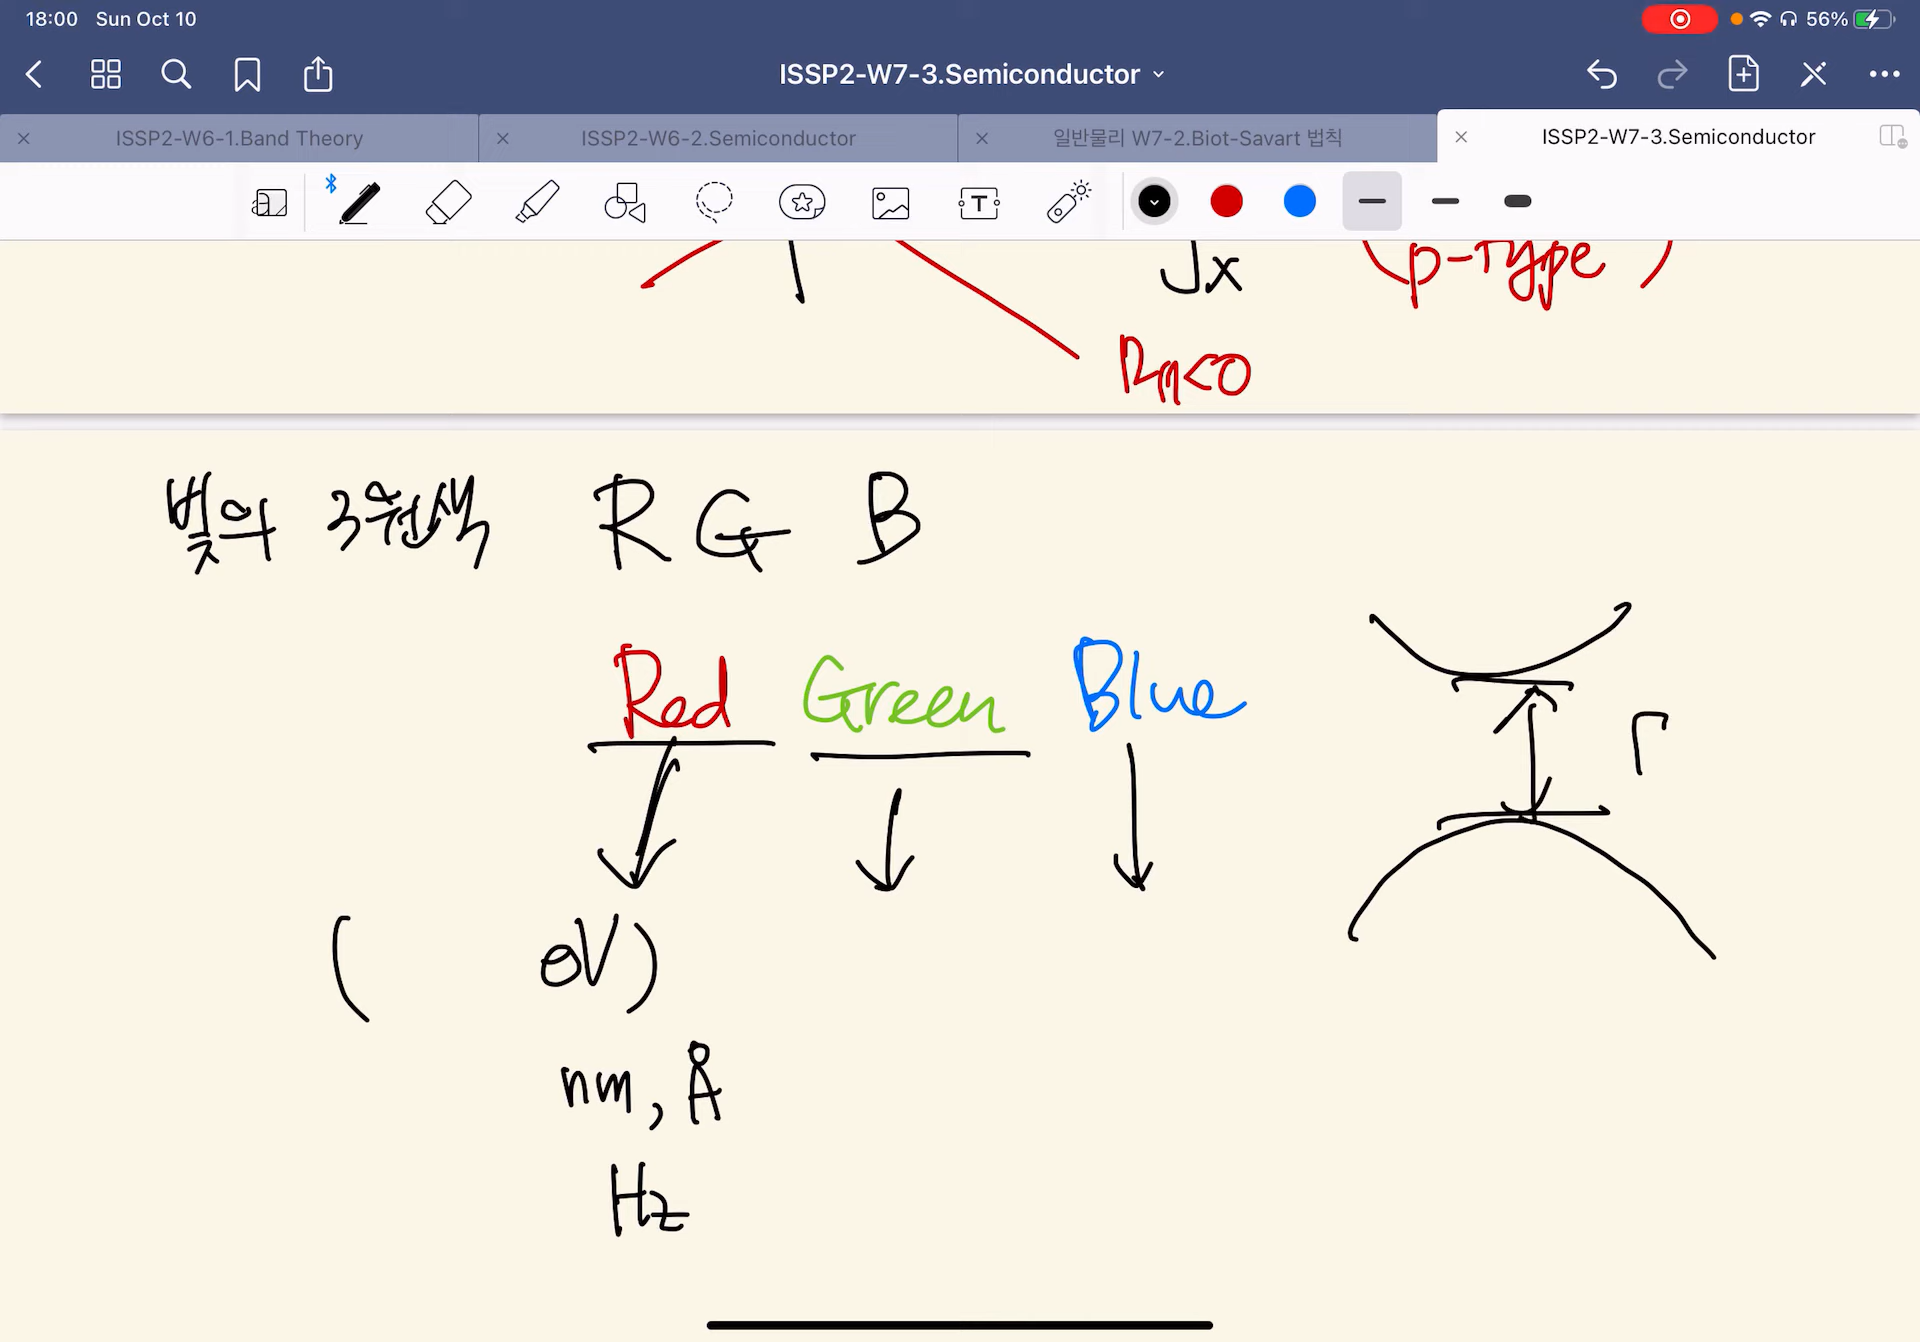 18:00 Sun Oct 10 56%
ISSP2-W7-3.Semiconductor
ISSP2-W6-1.Band Theory
ISSP2-W6-2.Semiconductor
일반물리 W7-2.Biot-Savart 법칙
ISSP2-W7-3.Semiconductor
T
Jx (p-Type)
RH<0
빛의 3원색 R G B
Red Green Blue
( eV)
nm, Å
Hz